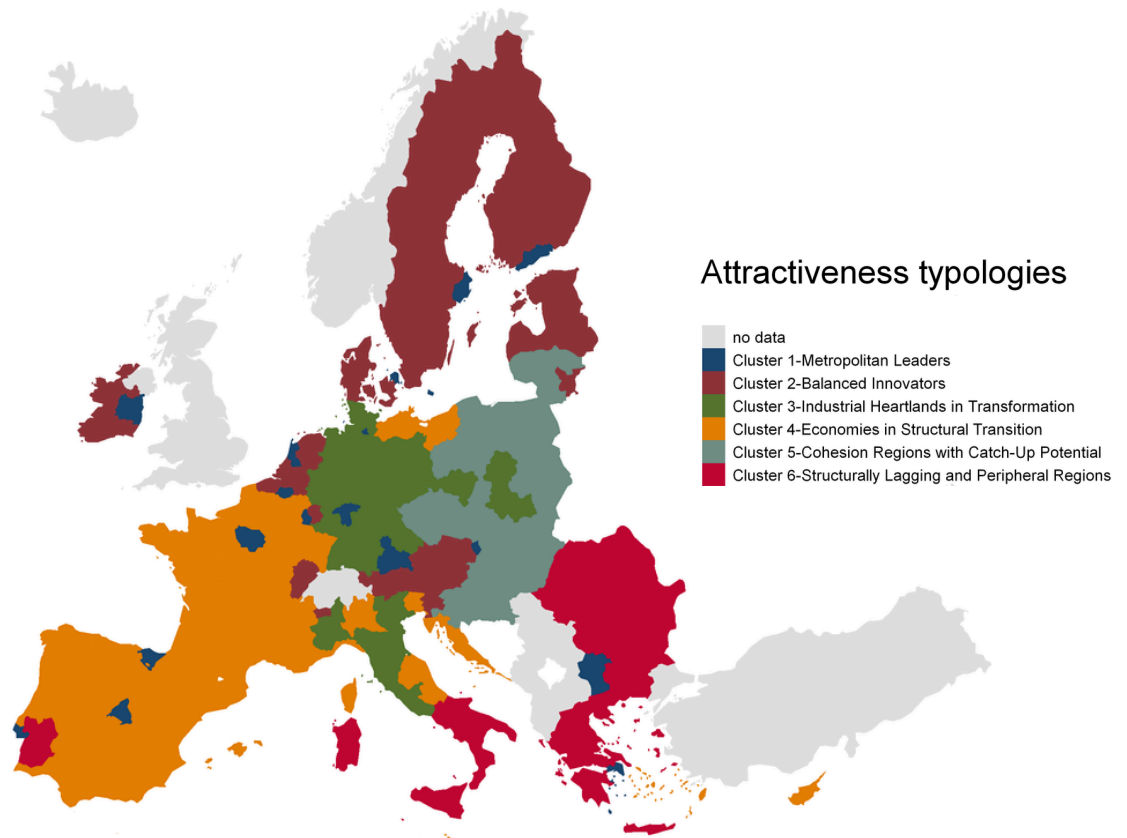 Attractiveness typologies
no data
Cluster 1-Metropolitan Leaders
Cluster 2-Balanced Innovators
Cluster 3-Industrial Heartlands in Transformation
Cluster 4-Economies in Structural Transition
Cluster 5-Cohesion Regions with Catch-Up Potential
Cluster 6-Structurally Lagging and Peripheral Regions